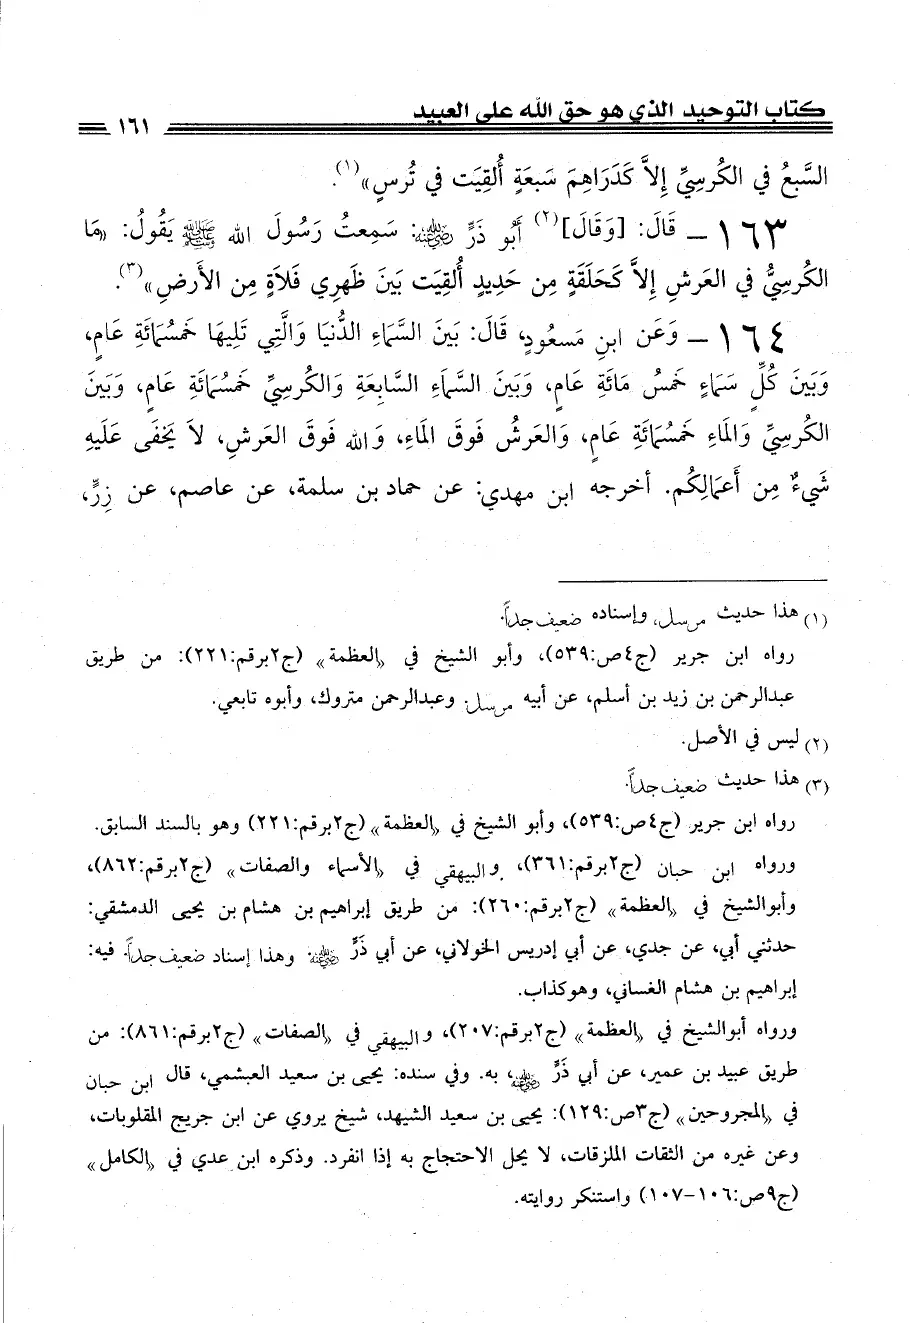 كتاب التوحيد الذي هو حق الله على العبيد ١٦١
السَّبْعُ في الكُرسيِّ إلاَّ كَدَرَاهِمَ سَبعَةٍ أُلقِيَت في تُرسٍ»(١).
١٦٣ – قَالَ: [وَقَالَ](٢) أَبُو ذَرٍّ رضي الله عنه: سَمِعتُ رَسُولَ الله ﷺ يَقُولُ: «مَا
الكُرسِيُّ في العَرشِ إلاَّ كَحَلَقَةٍ مِن حَدِيدٍ أُلقِيَت بَينَ ظَهرِي فَلاَةٍ مِن الأَرضِ»(٣).
١٦٤ – وَعَن ابنِ مَسعُودٍ، قَالَ: بَينَ السَّمَاءِ الدُّنيَا وَالَّتِي تَلِيهَا خَمسُمِائَةِ عَامٍ،
وَبَينَ كُلِّ سَمَاءٍ خَمسُ مَائَةِ عَامٍ، وَبَينَ السَّمَاءِ السَّابِعَةِ وَالكُرسِيِّ خَمسُمِائَةِ عَامٍ، وَبَينَ
الكُرسِيِّ وَالمَاءِ خَمسُمِائَةِ عَامٍ، وَالعَرشُ فَوقَ المَاءِ، وَالله فَوقَ العَرشِ، لاَ يَخفَى عَلَيهِ
شَيءٌ مِن أَعمَالِكُم. أخرجه ابن مهدي: عن حماد بن سلمة، عن عاصم، عن زِرٍّ،
(١) هذا حديث مرسل، وإسناده ضعيف جداً.
رواه ابن جرير (ج٤ص:٥٣٩)، وأبو الشيخ في «العظمة» (ج٢برقم:٢٢١): من طريق
عبدالرحمن بن زيد بن أسلم، عن أبيه مرسل. وعبدالرحمن متروك، وأبوه تابعي.
(٢) ليس في الأصل.
(٣) هذا حديث ضعيف جداً.
رواه ابن جرير (ج٤ص:٥٣٩)، وأبو الشيخ في «العظمة» (ج٢برقم:٢٢١) وهو بالسند السابق.
ورواه ابن حبان (ج٢برقم:٣٦١)، والبيهقي في «الأسماء والصفات» (ج٢برقم:٨٦٢)،
وأبوالشيخ في «العظمة» (ج٢برقم:٢٦٠): من طريق إبراهيم بن هشام بن يحيى الدمشقي:
حدثني أبي، عن جدي، عن أبي إدريس الخولاني، عن أبي ذَرٍّ رضي الله عنه. وهذا إسناد ضعيف جداً. فيه:
إبراهيم بن هشام الغساني، وهوكذاب.
ورواه أبوالشيخ في «العظمة» (ج٢برقم:٢٠٧)، والبيهقي في «الصفات» (ج٢برقم:٨٦١): من
طريق عبيد بن عمير، عن أبي ذَرٍّ رضي الله عنه، به. وفي سنده: يحيى بن سعيد العبشمي، قال ابن حبان
في «المجروحين» (ج٣ص:١٢٩): يحيى بن سعيد الشهيد، شيخ يروي عن ابن جريج المقلوبات،
وعن غيره من الثقات الملزقات، لا يحل الاحتجاج به إذا انفرد. وذكره ابن عدي في «الكامل»
(ج٩ص:١٠٦-١٠٧) واستنكر روايته.